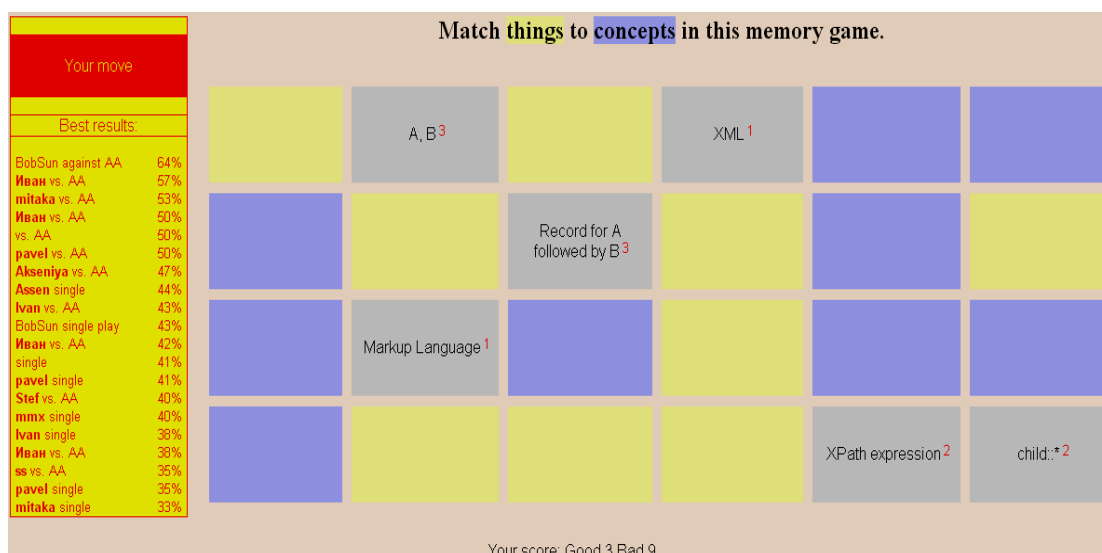 Match things to concepts in this memory game.
Your move
Best results:
BobSun against AA 64%
Иван vs. AA 57%
mitaka vs. AA 53%
Иван vs. AA 50%
vs. AA 50%
pavel vs. AA 50%
Akseniya vs. AA 47%
Assen single 44%
Ivan vs. AA 43%
BobSun single play 43%
Иван vs. AA 42%
single 41%
pavel single 41%
Stef vs. AA 40%
mmx single 40%
Ivan single 38%
Иван vs. AA 38%
ss vs. AA 35%
pavel single 35%
mitaka single 33%
A, B 3
XML 1
Record for A
followed by B 3
Markup Language 1
XPath expression 2
child::* 2
Your score: Good 3 Bad 9